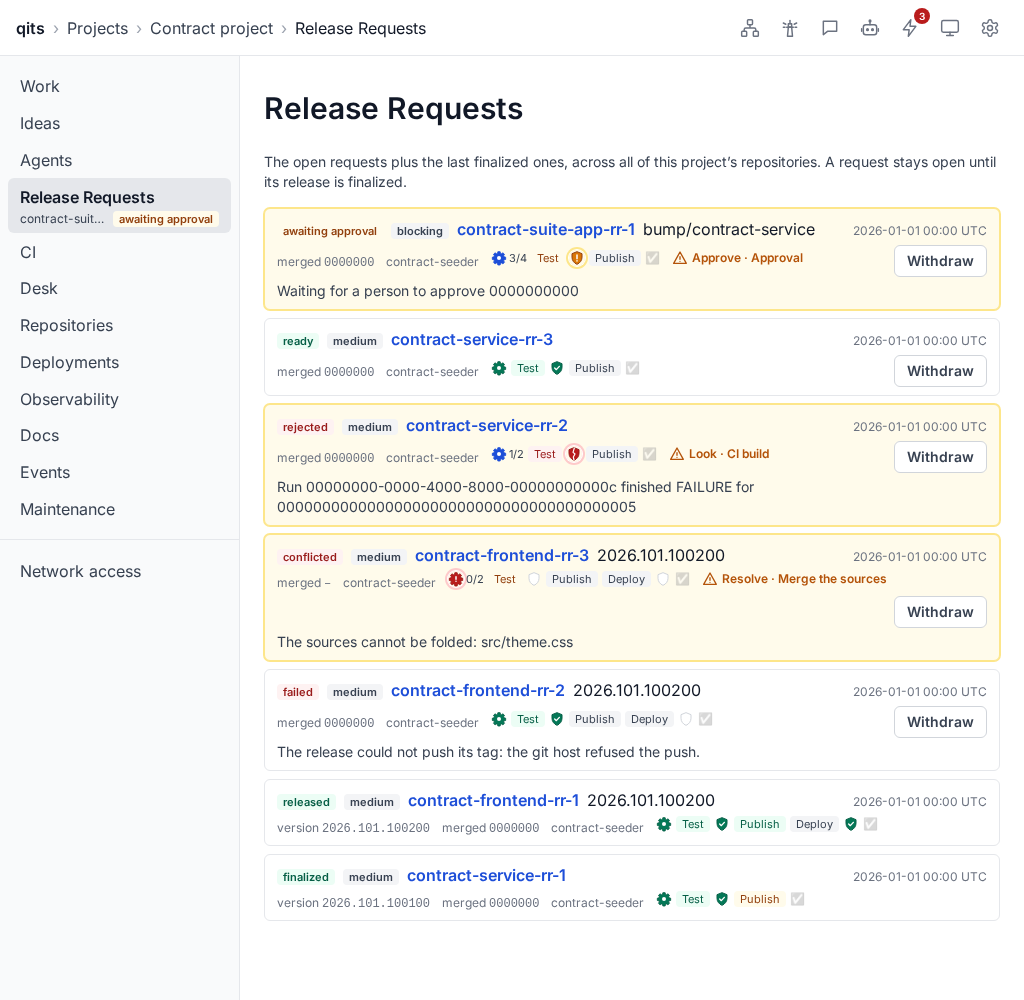 qits › Projects › Contract project › Release Requests
3
Work
Ideas
Agents
Release Requests
contract-suit... awaiting approval
CI
Desk
Repositories
Deployments
Observability
Docs
Events
Maintenance
Network access
Release Requests
The open requests plus the last finalized ones, across all of this project's repositories. A request stays open until
its release is finalized.
awaiting approval blocking contract-suite-app-rr-1 bump/contract-service 2026-01-01 00:00 UTC
merged 0000000 contract-seeder 3/4 Test Publish Approve · Approval Withdraw
Waiting for a person to approve 0000000000
ready medium contract-service-rr-3 2026-01-01 00:00 UTC
merged 0000000 contract-seeder Test Publish Withdraw
rejected medium contract-service-rr-2 2026-01-01 00:00 UTC
merged 0000000 contract-seeder 1/2 Test Publish Look · CI build Withdraw
Run 00000000-0000-4000-8000-00000000000c finished FAILURE for
0000000000000000000000000000000000000005
conflicted medium contract-frontend-rr-3 2026.101.100200 2026-01-01 00:00 UTC
merged – contract-seeder 0/2 Test Publish Deploy Resolve · Merge the sources
Withdraw
The sources cannot be folded: src/theme.css
failed medium contract-frontend-rr-2 2026.101.100200 2026-01-01 00:00 UTC
merged 0000000 contract-seeder Test Publish Deploy Withdraw
The release could not push its tag: the git host refused the push.
released medium contract-frontend-rr-1 2026.101.100200 2026-01-01 00:00 UTC
version 2026.101.100200 merged 0000000 contract-seeder Test Publish Deploy
finalized medium contract-service-rr-1 2026-01-01 00:00 UTC
version 2026.101.100100 merged 0000000 contract-seeder Test Publish